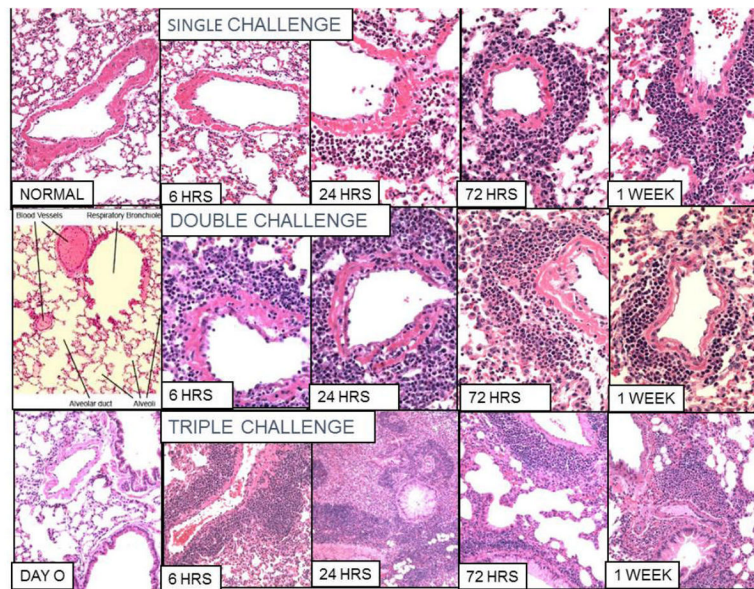 SINGLE CHALLENGE
NORMAL
6 HRS
24 HRS
72 HRS
1 WEEK
Blood Vessels
Respiratory Bronchiole
DOUBLE CHALLENGE
Alveolar duct
Alveoli
6 HRS
24 HRS
72 HRS
1 WEEK
TRIPLE CHALLENGE
DAY O
6 HRS
24 HRS
72 HRS
1 WEEK